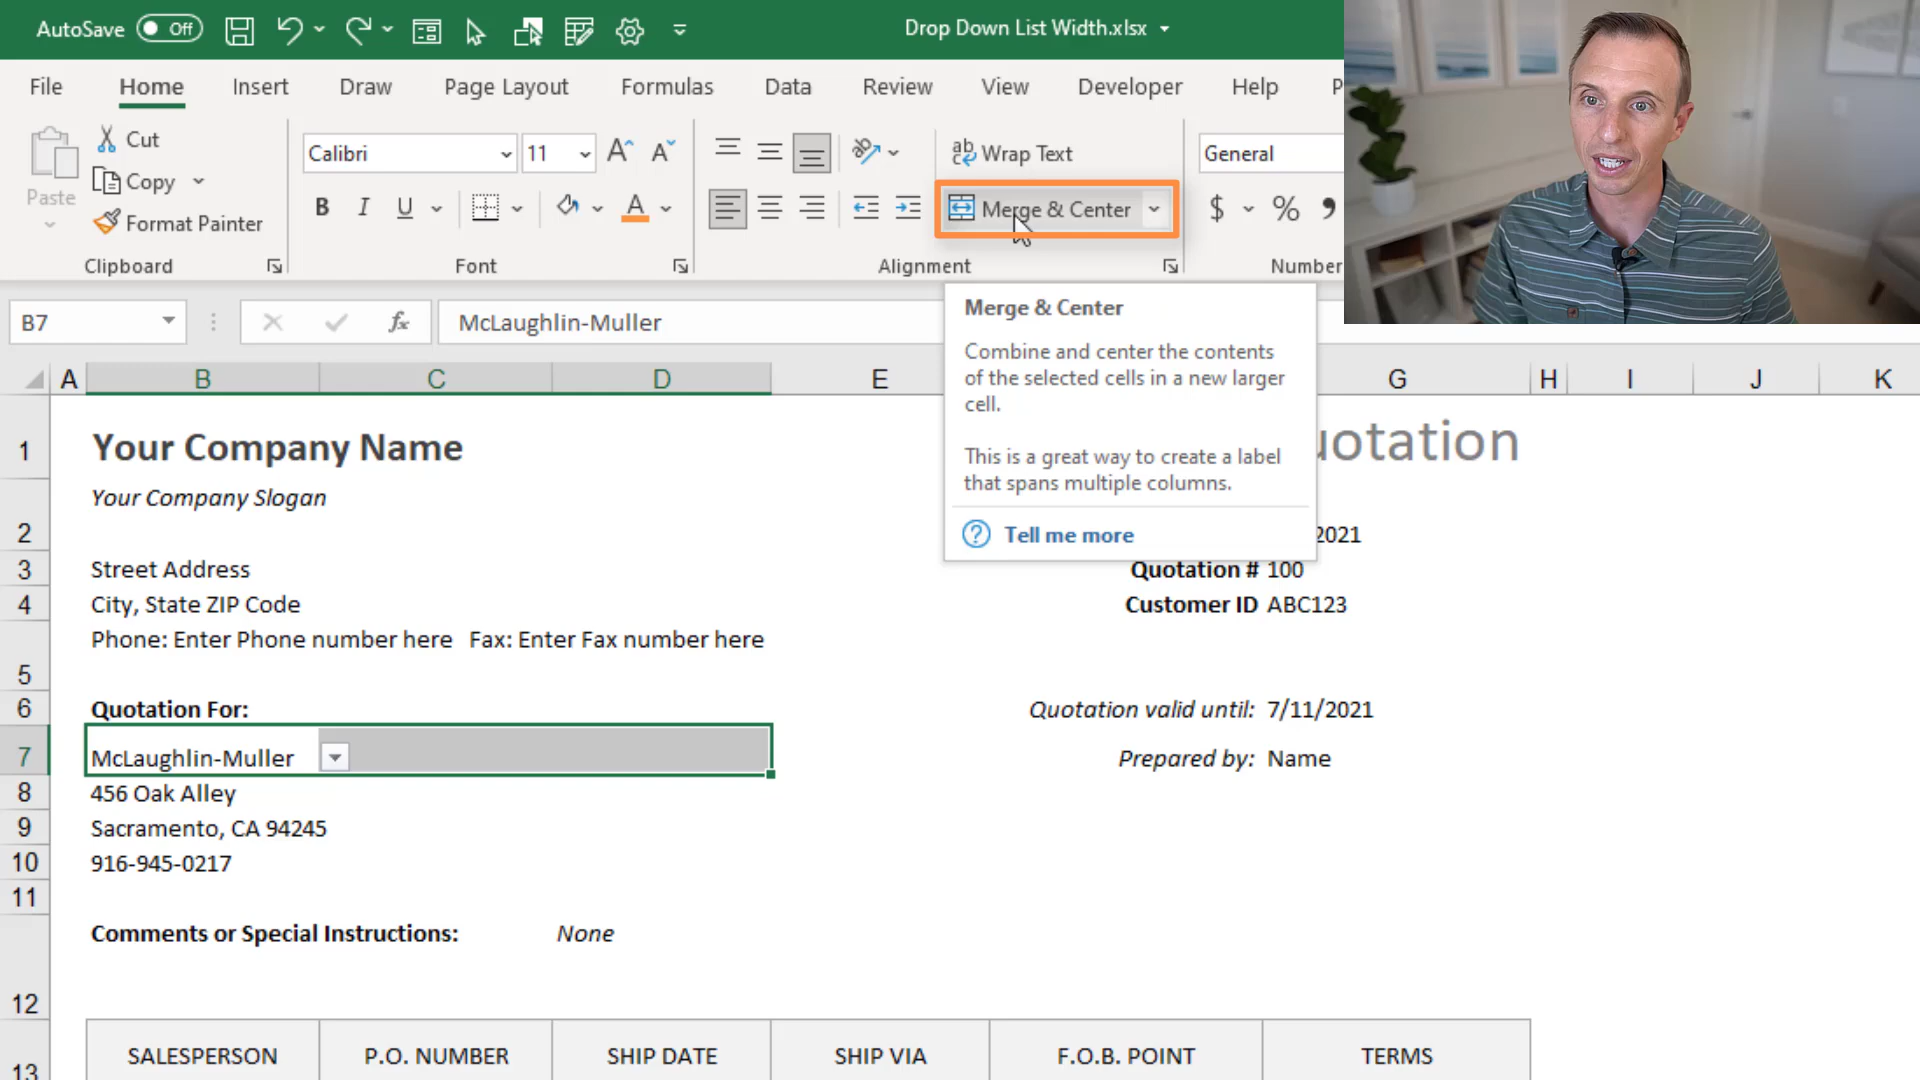 AutoSave Off Drop Down List Width.xlsx
File Home Insert Draw Page Layout Formulas Data Review View Developer Help P
Paste
Cut
Copy
Format Painter
Clipboard
Calibri 11
B I U A
Font
ab Wrap Text
Merge & Center
Alignment
General
$ % 9
Number
B7 fx McLaughlin-Muller
Merge & Center
Combine and center the contents
of the selected cells in a new larger
cell.
This is a great way to create a label
that spans multiple columns.
Tell me more
A B C D E G H I J K
1 Your Company Name uotation
Your Company Slogan
2 2021
3 Street Address Quotation # 100
4 City, State ZIP Code Customer ID ABC123
Phone: Enter Phone number here Fax: Enter Fax number here
5
6 Quotation For: Quotation valid until: 7/11/2021
7 McLaughlin-Muller Prepared by: Name
8 456 Oak Alley
9 Sacramento, CA 94245
10 916-945-0217
11
Comments or Special Instructions: None
12
13 SALESPERSON P.O. NUMBER SHIP DATE SHIP VIA F.O.B. POINT TERMS